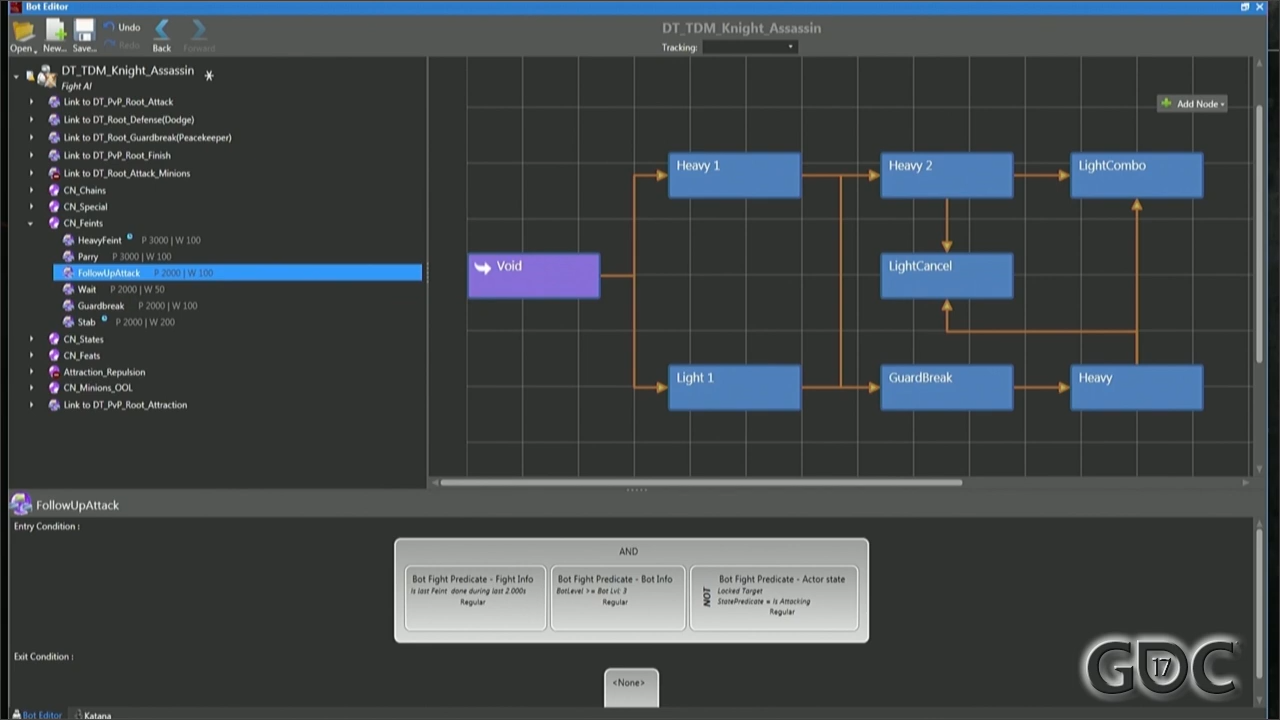 Bot Editor
Open
New...
Save...
Undo
Redo
Back
Forward
DT_TDM_Knight_Assassin
Tracking:
DT_TDM_Knight_Assassin *
Fight AI
Link to DT_PvP_Root_Attack
Link to DT_Root_Defense(Dodge)
Link to DT_Root_Guardbreak(Peacekeeper)
Link to DT_PvP_Root_Finish
Link to DT_Root_Attack_Minions
CN_Chains
CN_Special
CN_Feints
HeavyFeint P 3000 | W 100
Parry P 3000 | W 100
FollowUpAttack P 2000 | W 100
Wait P 2000 | W 50
Guardbreak P 2000 | W 100
Stab P 2000 | W 200
CN_States
CN_Feats
Attraction_Repulsion
CN_Minions_OOL
Link to DT_PvP_Root_Attraction
Add Node
Heavy 1
Heavy 2
LightCombo
Void
LightCancel
Light 1
GuardBreak
Heavy
FollowUpAttack
Entry Condition :
AND
Bot Fight Predicate - Fight Info
Is last Feint done during last 2.000s
Regular
Bot Fight Predicate - Bot Info
BotLevel >= Bot Lvl: 3
Regular
NOT
Bot Fight Predicate - Actor state
Locked Target
StatePredicate = Is Attacking
Regular
Exit Condition :
<None>
Bot Editor
Katana
GDC
17